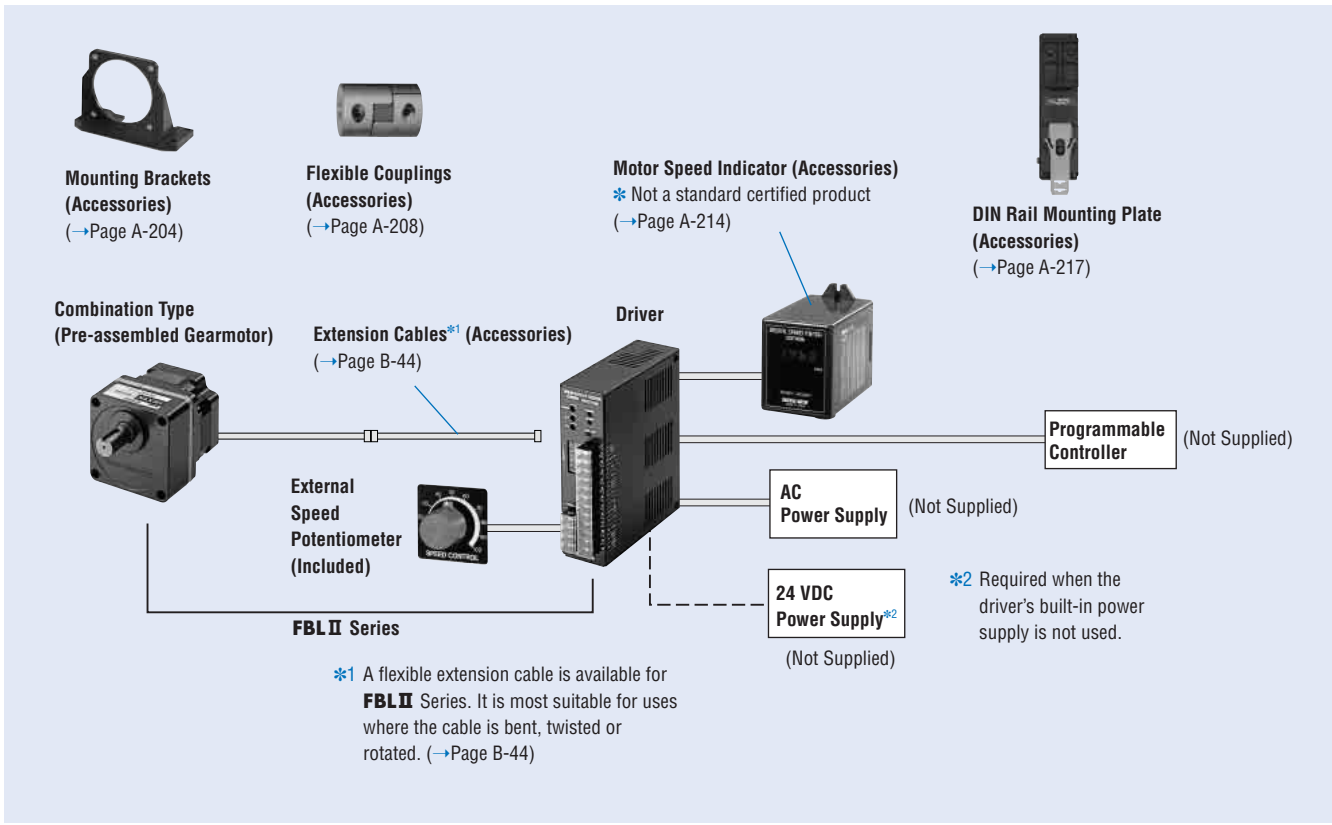 Mounting Brackets
(Accessories)
(→Page A-204)
Flexible Couplings
(Accessories)
(→Page A-208)
Motor Speed Indicator (Accessories)
✻ Not a standard certified product
(→Page A-214)
DIN Rail Mounting Plate
(Accessories)
(→Page A-217)
Combination Type
(Pre-assembled Gearmotor)
Extension Cables✻1 (Accessories)
(→Page B-44)
Driver
External
Speed
Potentiometer
(Included)
SPEED CONTROL
Programmable
Controller
(Not Supplied)
AC
Power Supply
(Not Supplied)
24 VDC
Power Supply✻2
(Not Supplied)
✻2 Required when the
driver's built-in power
supply is not used.
FBLⅡ Series
✻1 A flexible extension cable is available for
FBLⅡ Series. It is most suitable for uses
where the cable is bent, twisted or
rotated. (→Page B-44)